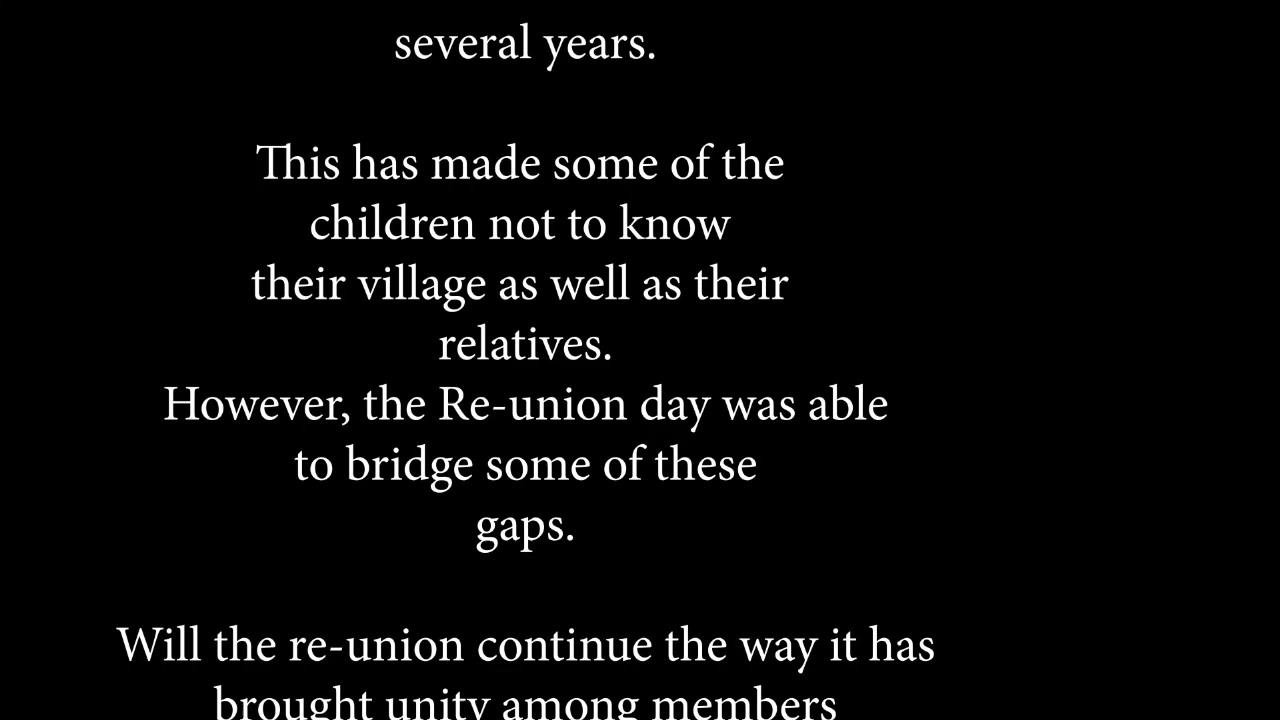 several years.
This has made some of the
children not to know
their village as well as their
relatives.
However, the Re-union day was able
to bridge some of these
gaps.
Will the re-union continue the way it has
brought unity among members